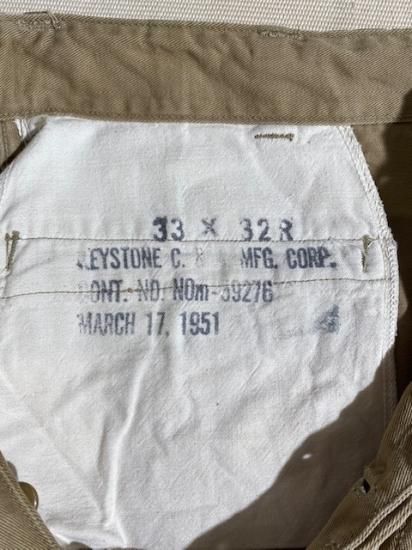 33 X 32R
KEYSTONE C. MFG. CORP.
CONT. NO. NOm-39276
MARCH 17, 1951